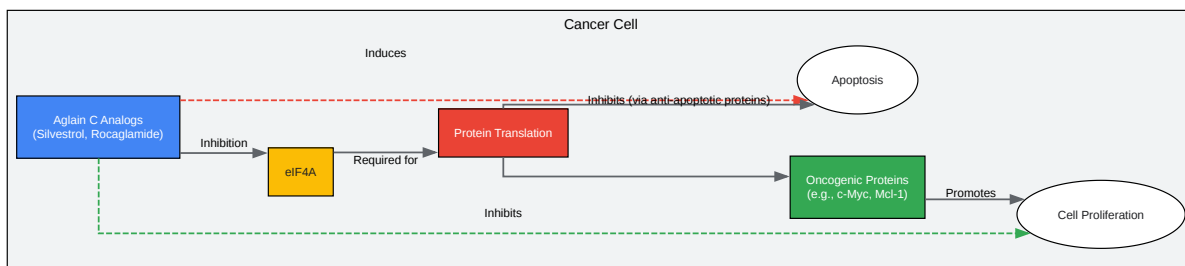 Cancer Cell
Induces
Apoptosis
Inhibits (via anti-apoptotic proteins)
Aglain C Analogs
(Silvestrol, Rocaglamide)
Protein Translation
Inhibition
Required for
eIF4A
Oncogenic Proteins
(e.g., c-Myc, Mcl-1)
Promotes
Inhibits
Cell Proliferation